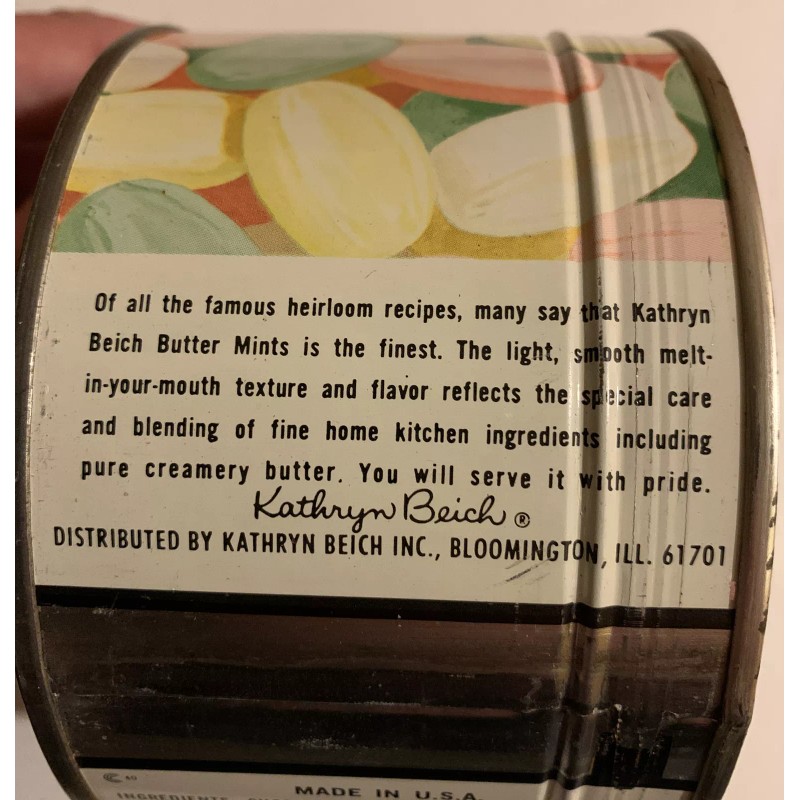 Of all the famous heirloom recipes, many say that Kathryn
Beich Butter Mints is the finest. The light, smooth melt-
in-your-mouth texture and flavor reflects the special care
and blending of fine home kitchen ingredients including
pure creamery butter. You will serve it with pride.
Kathryn Beich ®
DISTRIBUTED BY KATHRYN BEICH INC., BLOOMINGTON, ILL. 61701
MADE IN U.S.A.
INGREDIENTS